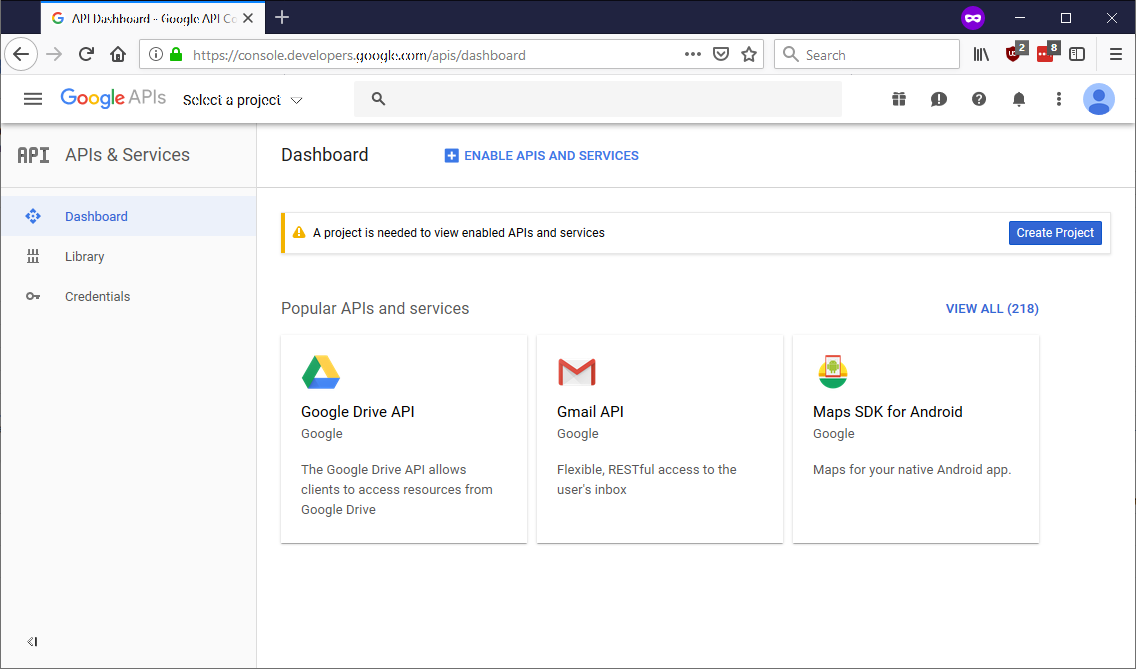 API Dashboard - Google API Co
https://console.developers.google.com/apis/dashboard
Search
2
8
Google APIs
Select a project
API
APIs & Services
Dashboard
ENABLE APIS AND SERVICES
Dashboard
Library
Credentials
A project is needed to view enabled APIs and services
Create Project
Popular APIs and services
VIEW ALL (218)
Google Drive API
Google
The Google Drive API allows
clients to access resources from
Google Drive
Gmail API
Google
Flexible, RESTful access to the
user's inbox
Maps SDK for Android
Google
Maps for your native Android app.